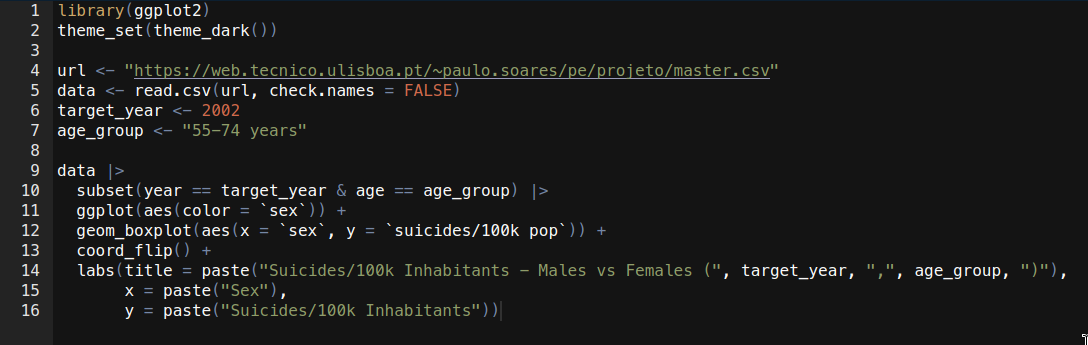 1 library(ggplot2)
2 theme_set(theme_dark())
3
4 url <- "https://web.tecnico.ulisboa.pt/~paulo.soares/pe/projeto/master.csv"
5 data <- read.csv(url, check.names = FALSE)
6 target_year <- 2002
7 age_group <- "55-74 years"
8
9 data |>
10   subset(year == target_year & age == age_group) |>
11   ggplot(aes(color = `sex`)) +
12   geom_boxplot(aes(x = `sex`, y = `suicides/100k pop`)) +
13   coord_flip() +
14   labs(title = paste("Suicides/100k Inhabitants - Males vs Females (", target_year, ",", age_group, ")"),
15        x = paste("Sex"),
16        y = paste("Suicides/100k Inhabitants"))